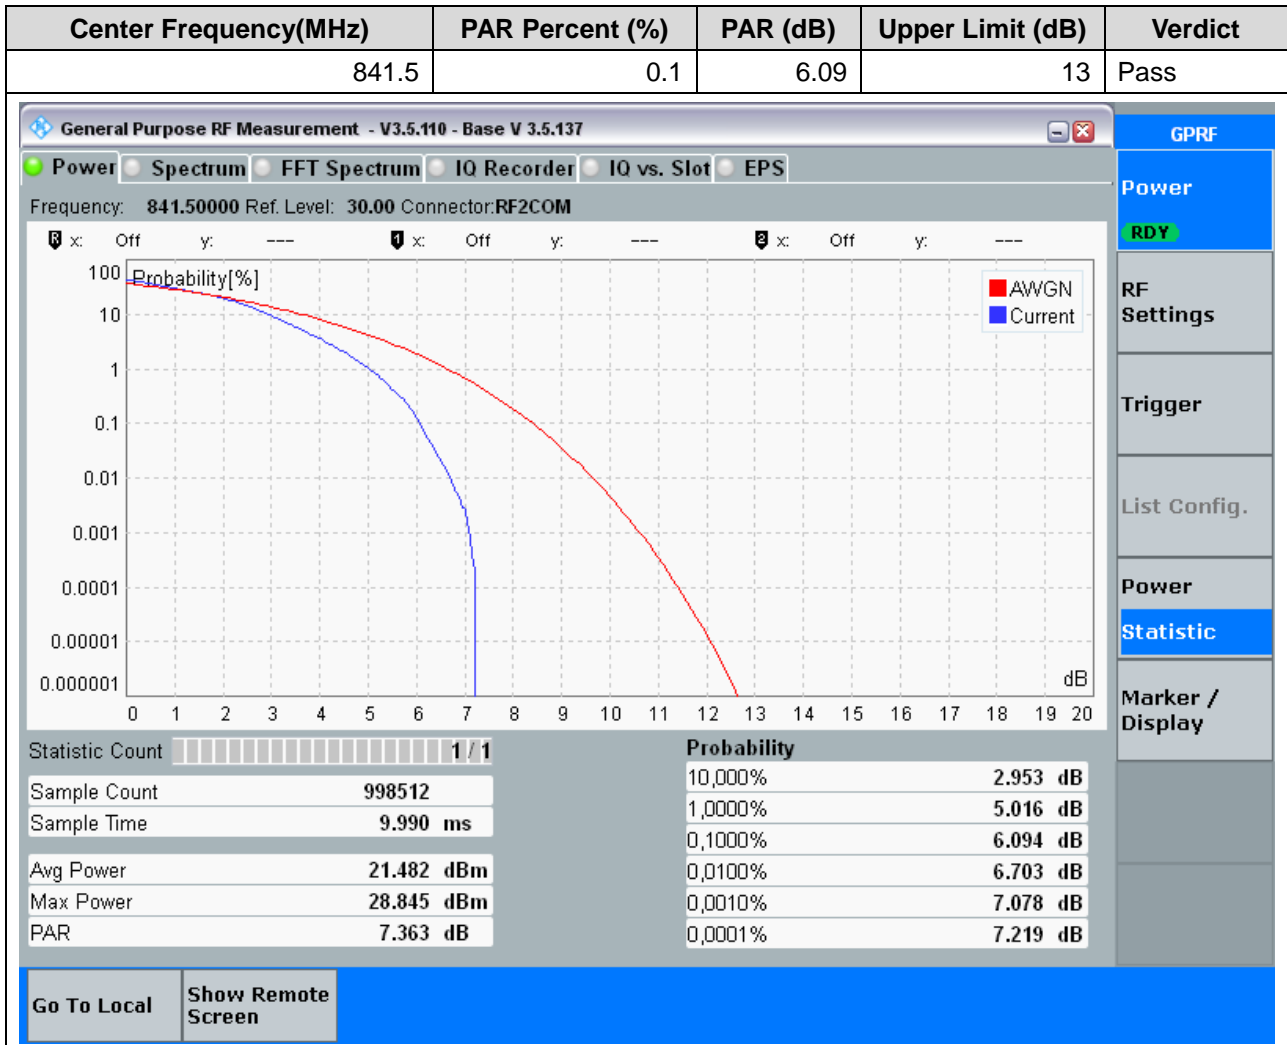 Center Frequency(MHz) PAR Percent (%) PAR (dB) Upper Limit (dB) Verdict
841.5 0.1 6.09 13 Pass
General Purpose RF Measurement - V3.5.110 - Base V 3.5.137
GPRF
Power Spectrum FFT Spectrum IQ Recorder IQ vs. Slot EPS
Frequency: 841.50000 Ref. Level: 30.00 Connector:RF2COM
R x: Off y: --- 1 x: Off y: --- 2 x: Off y: ---
Probability[%]
AWGN
Current
100
10
1
0.1
0.01
0.001
0.0001
0.00001
0.000001
dB
0 1 2 3 4 5 6 7 8 9 10 11 12 13 14 15 16 17 18 19 20
Statistic Count 1 / 1
Sample Count 998512
Sample Time 9.990 ms
Avg Power 21.482 dBm
Max Power 28.845 dBm
PAR 7.363 dB
Probability
10,000% 2.953 dB
1,0000% 5.016 dB
0,1000% 6.094 dB
0,0100% 6.703 dB
0,0010% 7.078 dB
0,0001% 7.219 dB
Power
RDY
RF
Settings
Trigger
List Config.
Power
Statistic
Marker /
Display
Go To Local
Show Remote
Screen